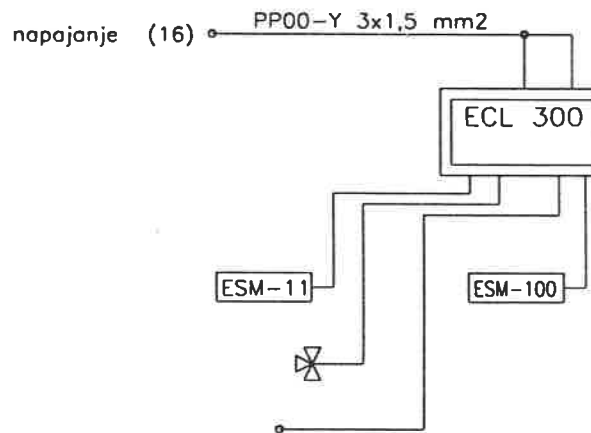 PP00-Y 3x1,5 mm2
napajanje (16)
ECL 300
ESM-11
ESM-100